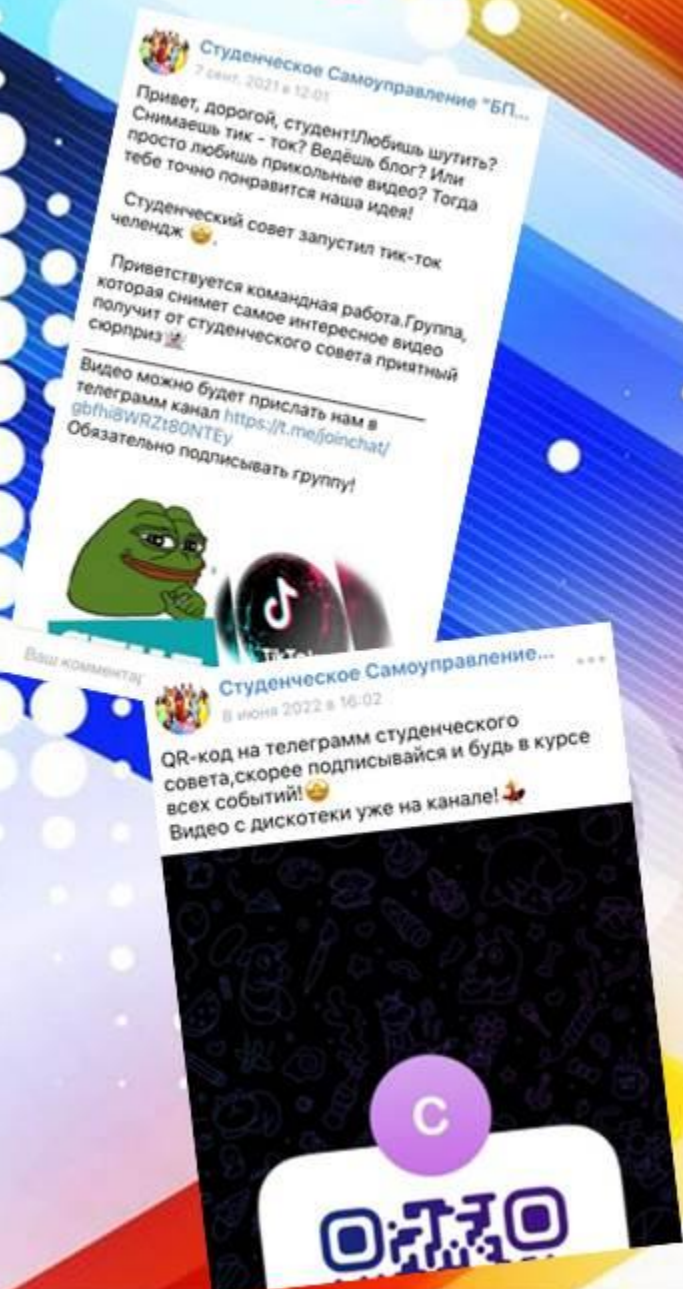 Студенческое Самоуправление "БП...
7 сент. 2021 в 12:01
Привет, дорогой, студент!Любишь шутить?
Снимаешь тик - ток? Ведёшь блог? Или
просто любишь прикольные видео? Тогда
тебе точно понравится наша идея!
Студенческий совет запустил тик-ток
челендж 🤩.
Приветствуется командная работа.Группа,
которая снимет самое интересное видео
получит от студенческого совета приятный
сюрприз
Видео можно будет прислать нам в
телеграмм канал https://t.me/joinchat/
gbfhi8WRZt80NTEy
Обязательно подписывать группу!
TikTok
Ваш комментар
Студенческое Самоуправление...
8 июня 2022 в 16:02
QR-код на телеграмм студенческого
совета,скорее подписывайся и будь в курсе
всех событий!🤩
Видео с дискотеки уже на канале!💃
С